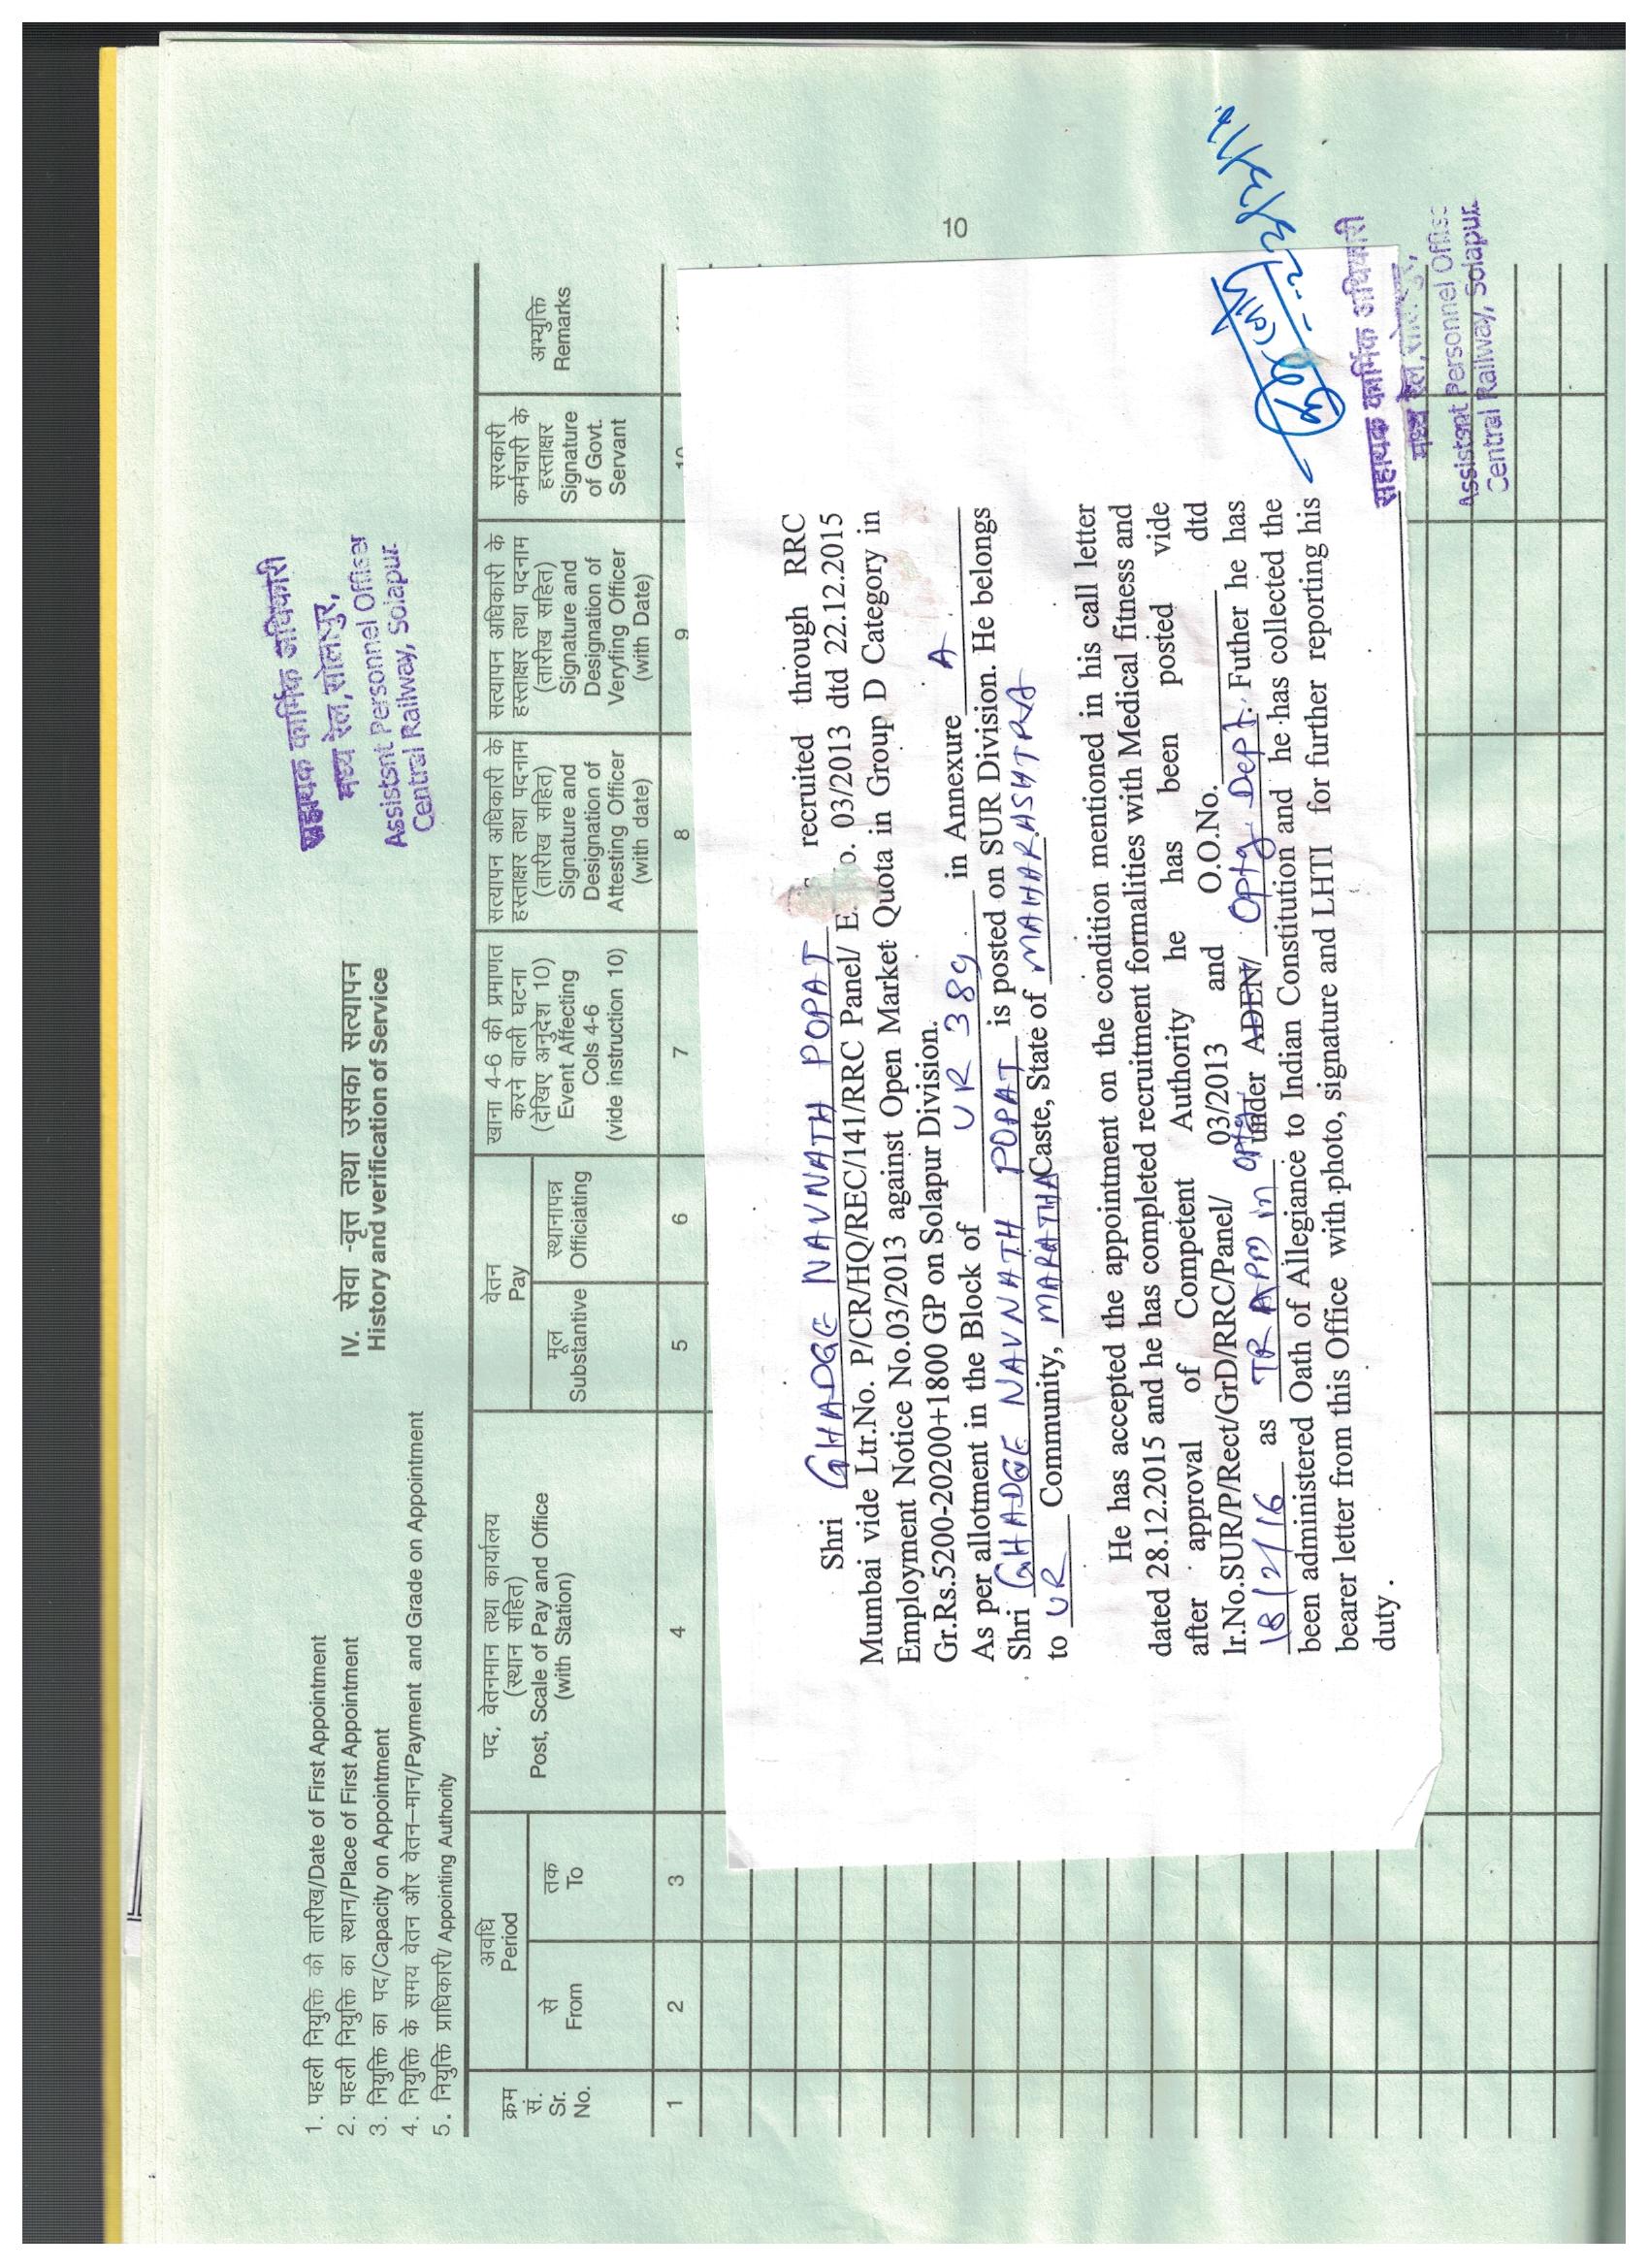 सहायक कार्मिक अधिकारी
मध्य रेल, सोलापुर,
Assistsnt Personnel Officer
Central Railway, Solapur.
IV. सेवा -वृत्त तथा उसका सत्यापन
History and verification of Service
1. पहली नियुक्ति की तारीख/Date of First Appointment
2. पहली नियुक्ति का स्थान/Place of First Appointment
3. नियुक्ति का पद/Capacity on Appointment
4. नियुक्ति के समय वेतन और वेतन–मान/Payment and Grade on Appointment
5. नियुक्ति प्राधिकारी/ Appointing Authority
क्रम
सं.
Sr.
No.
अवधि
Period
से
From
तक
To
पद, वेतनमान तथा कार्यालय
(स्थान सहित)
Post, Scale of Pay and Office
(with Station)
वेतन
Pay
मूल
Substantive
स्थानापन्न
Officiating
खाना 4-6 की प्रमाणत
करने वाली घटना
(देखिए अनुदेश 10)
Event Affecting
Cols 4-6
(vide instruction 10)
सत्यापन अधिकारी के
हस्ताक्षर तथा पदनाम
(तारीख सहित)
Signature and
Designation of
Attesting Officer
(with date)
सत्यापन अधिकारी के
हस्ताक्षर तथा पदनाम
(तारीख सहित)
Signature and
Designation of
Veryfing Officer
(with Date)
सरकारी
कर्मचारी के
हस्ताक्षर
Signature
of Govt.
Servant
अभ्युक्ति
Remarks
1 2 3 4 5 6 7 8 9 10
Shri GHADGE NAVNATH POPAT recruited through RRC
Mumbai vide Ltr.No. P/CR/HQ/REC/141/RRC Panel/ E. 03/2013 dtd 22.12.2015
Employment Notice No.03/2013 against Open Market Quota in Group D Category in
Gr.Rs.5200-20200+1800 GP on Solapur Division.
As per allotment in the Block of UR 389 in Annexure A
Shri GHADGE NAVNATH POPAT is posted on SUR Division. He belongs
to UR Community, MARATHA Caste, State of MAHARASHTRA
He has accepted the appointment on the condition mentioned in his call letter
dated 28.12.2015 and he has completed recruitment formalities with Medical fitness and
after approval of Competent Authority he has been posted vide
lr.No.SUR/P/Rect/GrD/RRC/Panel/ 03/2013 and O.O.No. dtd
18/2/16 as TR APM in optg under ADEN/ Optg Dept. Futher he has
been administered Oath of Allegiance to Indian Constitution and he has collected the
bearer letter from this Office with photo, signature and LHTI for further reporting his
duty.
सहायक कार्मिक अधिकारी
मध्य रेल, सोलापुर,
Assistsnt Personnel Office
Central Railway, Solapur.
10